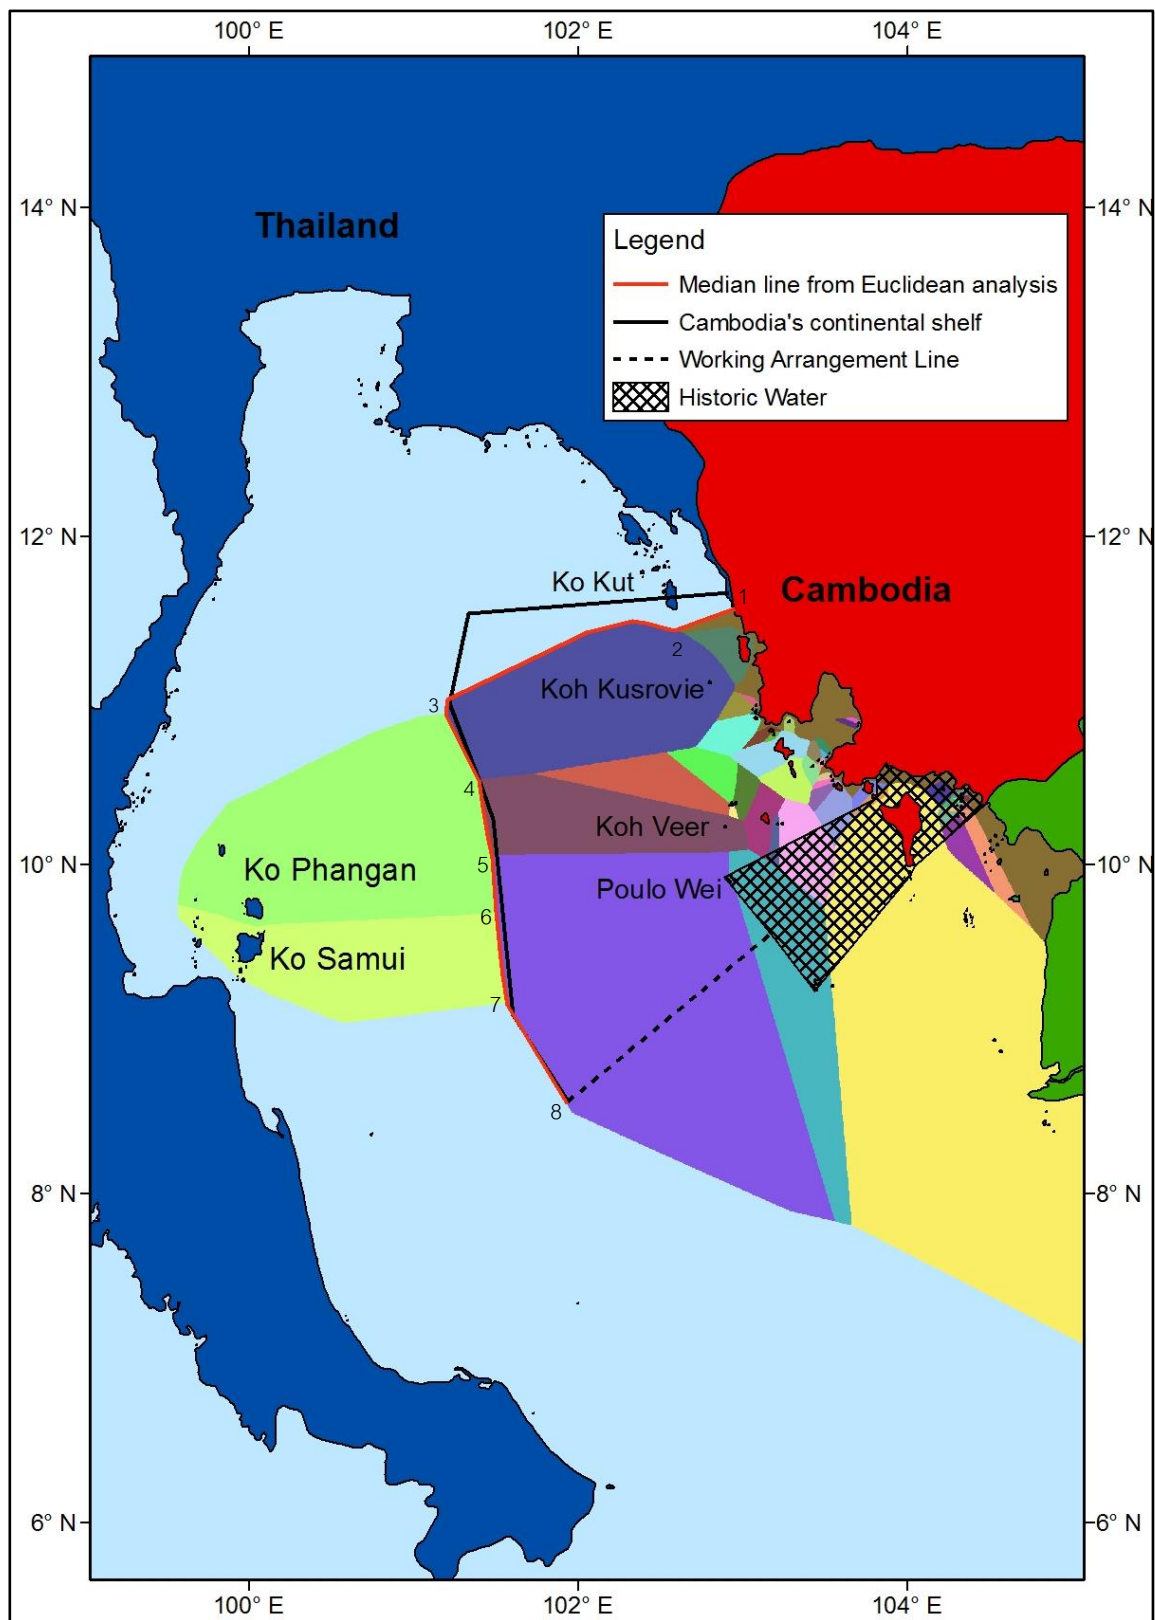 100° E 102° E 104° E
14° N 14° N
Thailand
Legend
Median line from Euclidean analysis
Cambodia's continental shelf
Working Arrangement Line
Historic Water
12° N 12° N
Ko Kut 1
Cambodia
2
Koh Kusrovie
3
4
Koh Veer
10° N 5 10° N
Ko Phangan
Poulo Wei
6
Ko Samui
7
8
8° N 8° N
6° N 6° N
100° E 102° E 104° E